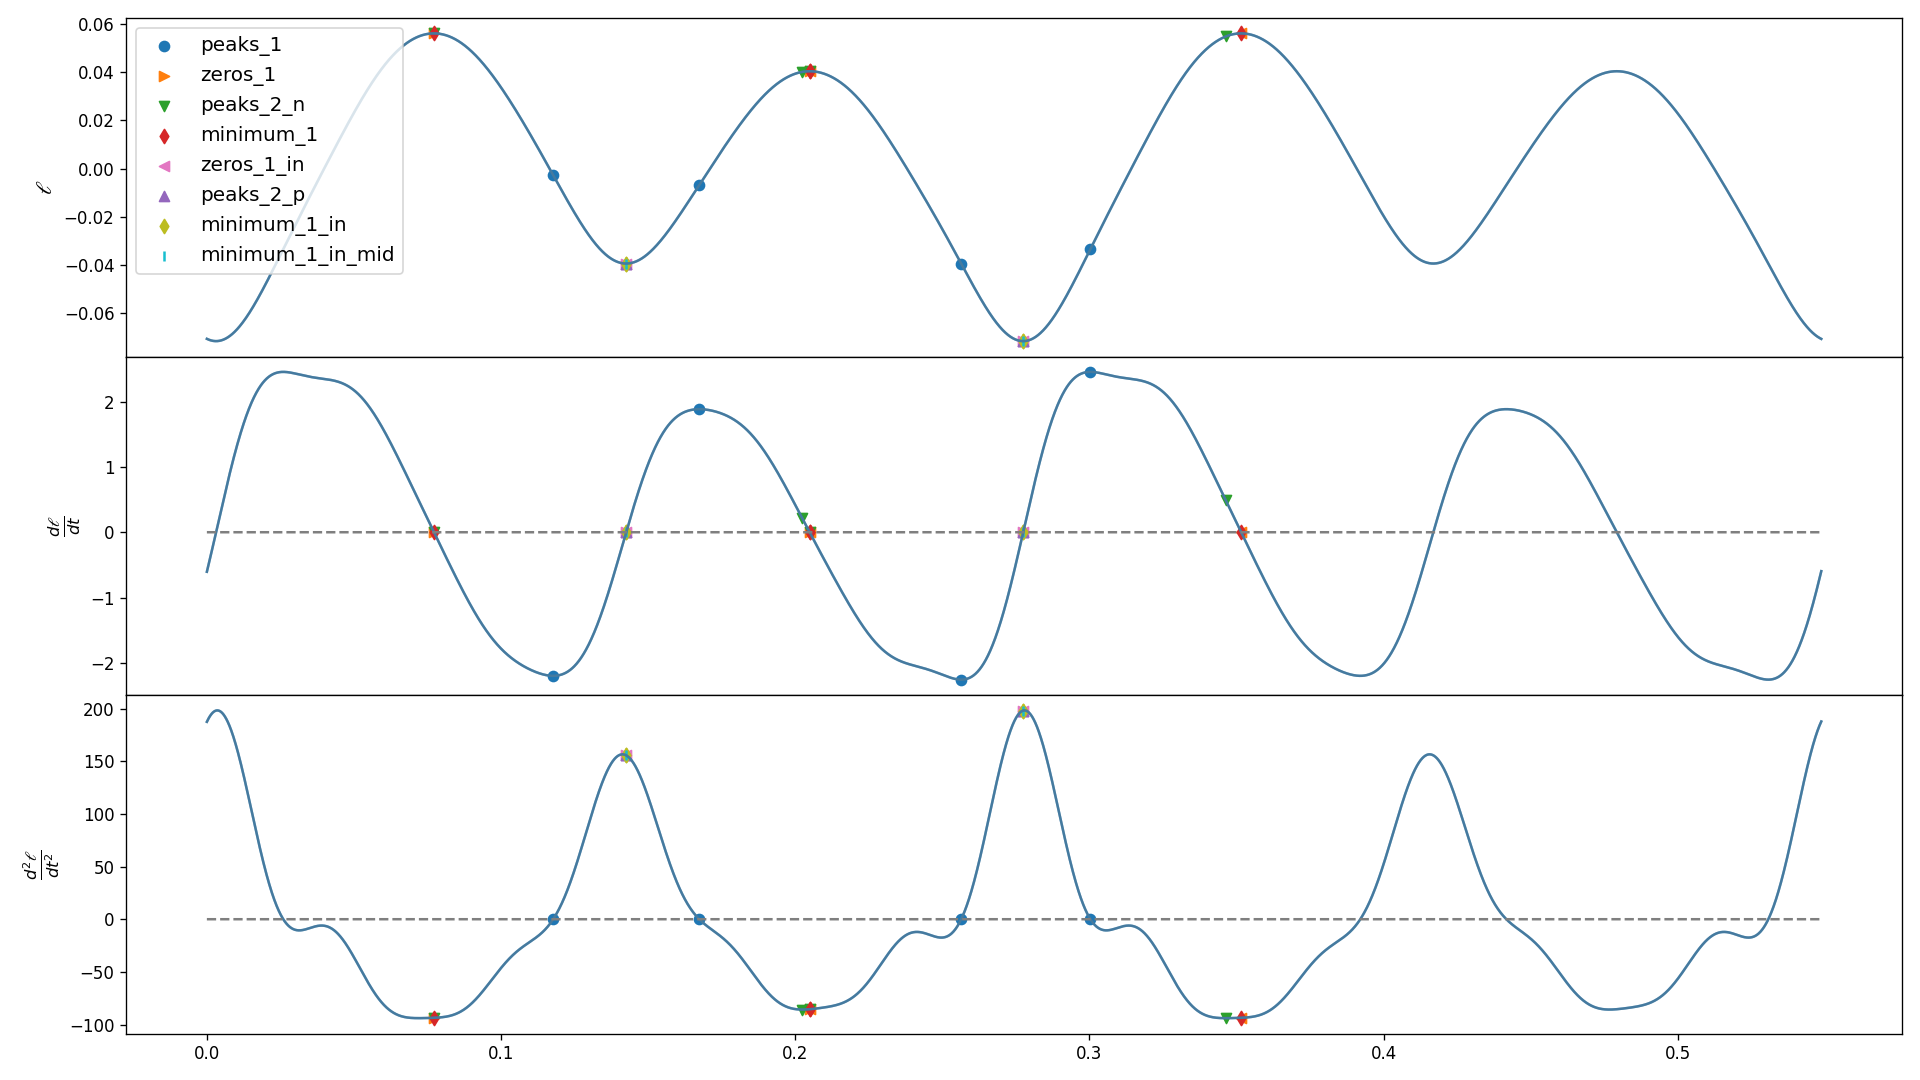 0.06
0.04
0.02
0.00
−0.02
−0.04
−0.06
ℓ
peaks_1
zeros_1
peaks_2_n
minimum_1
zeros_1_in
peaks_2_p
minimum_1_in
minimum_1_in_mid
2
1
0
−1
−2
dℓ
dt
200
150
100
50
0
−50
−100
d²ℓ
dt²
0.0 0.1 0.2 0.3 0.4 0.5